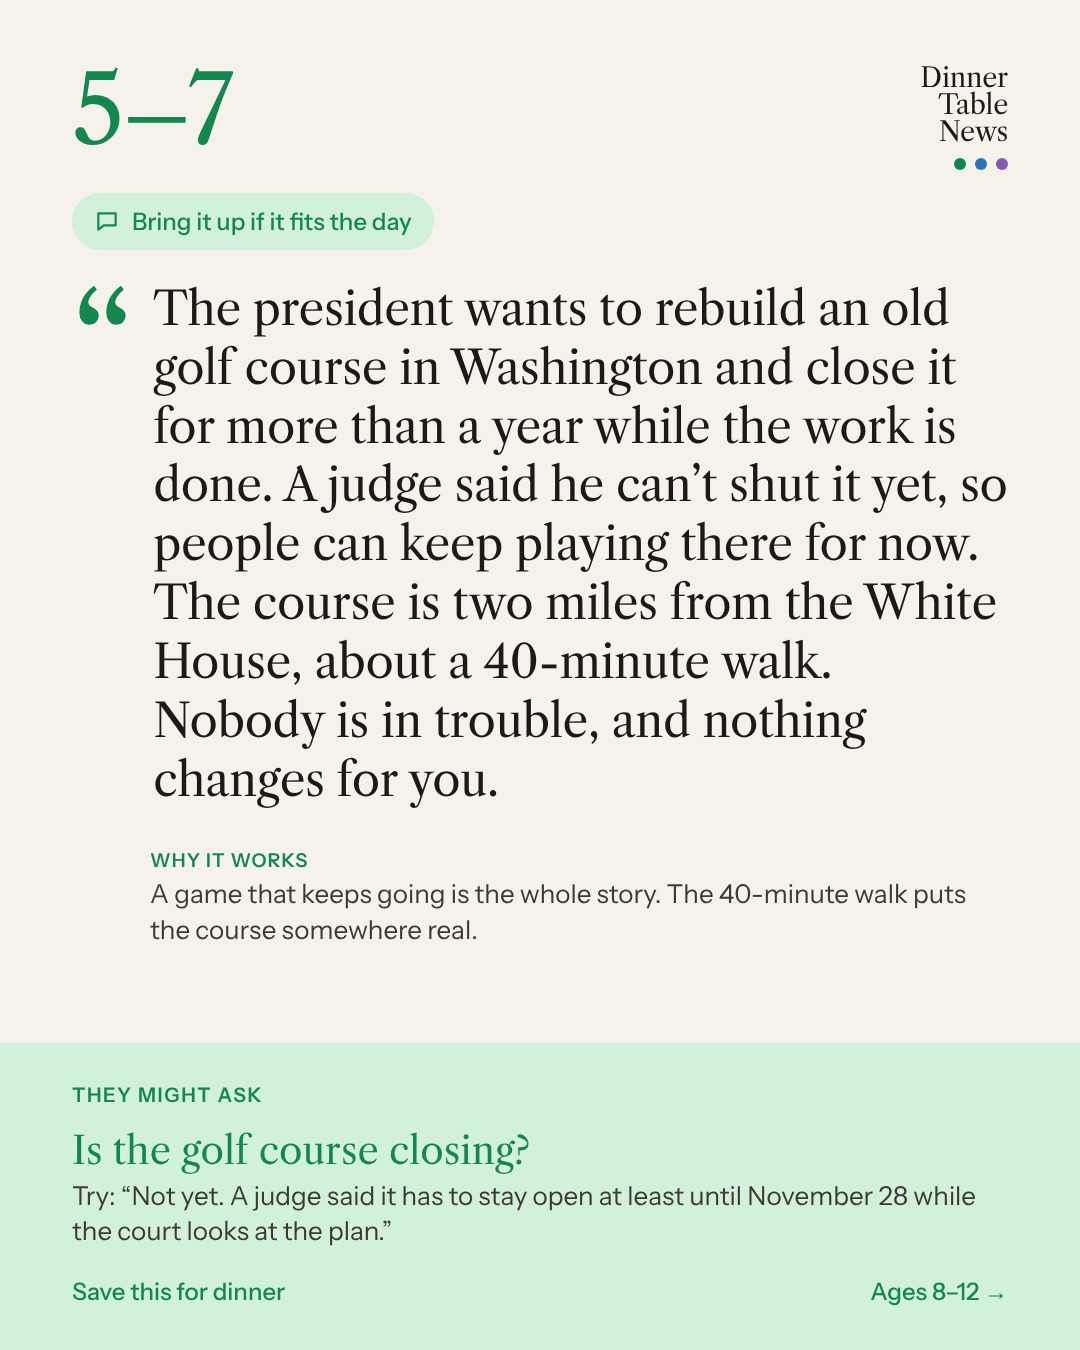 5–7
Dinner
Table
News
Bring it up if it fits the day
“The president wants to rebuild an old
golf course in Washington and close it
for more than a year while the work is
done. A judge said he can’t shut it yet, so
people can keep playing there for now.
The course is two miles from the White
House, about a 40-minute walk.
Nobody is in trouble, and nothing
changes for you.
WHY IT WORKS
A game that keeps going is the whole story. The 40-minute walk puts
the course somewhere real.
THEY MIGHT ASK
Is the golf course closing?
Try: “Not yet. A judge said it has to stay open at least until November 28 while
the court looks at the plan.”
Save this for dinner
Ages 8–12 →